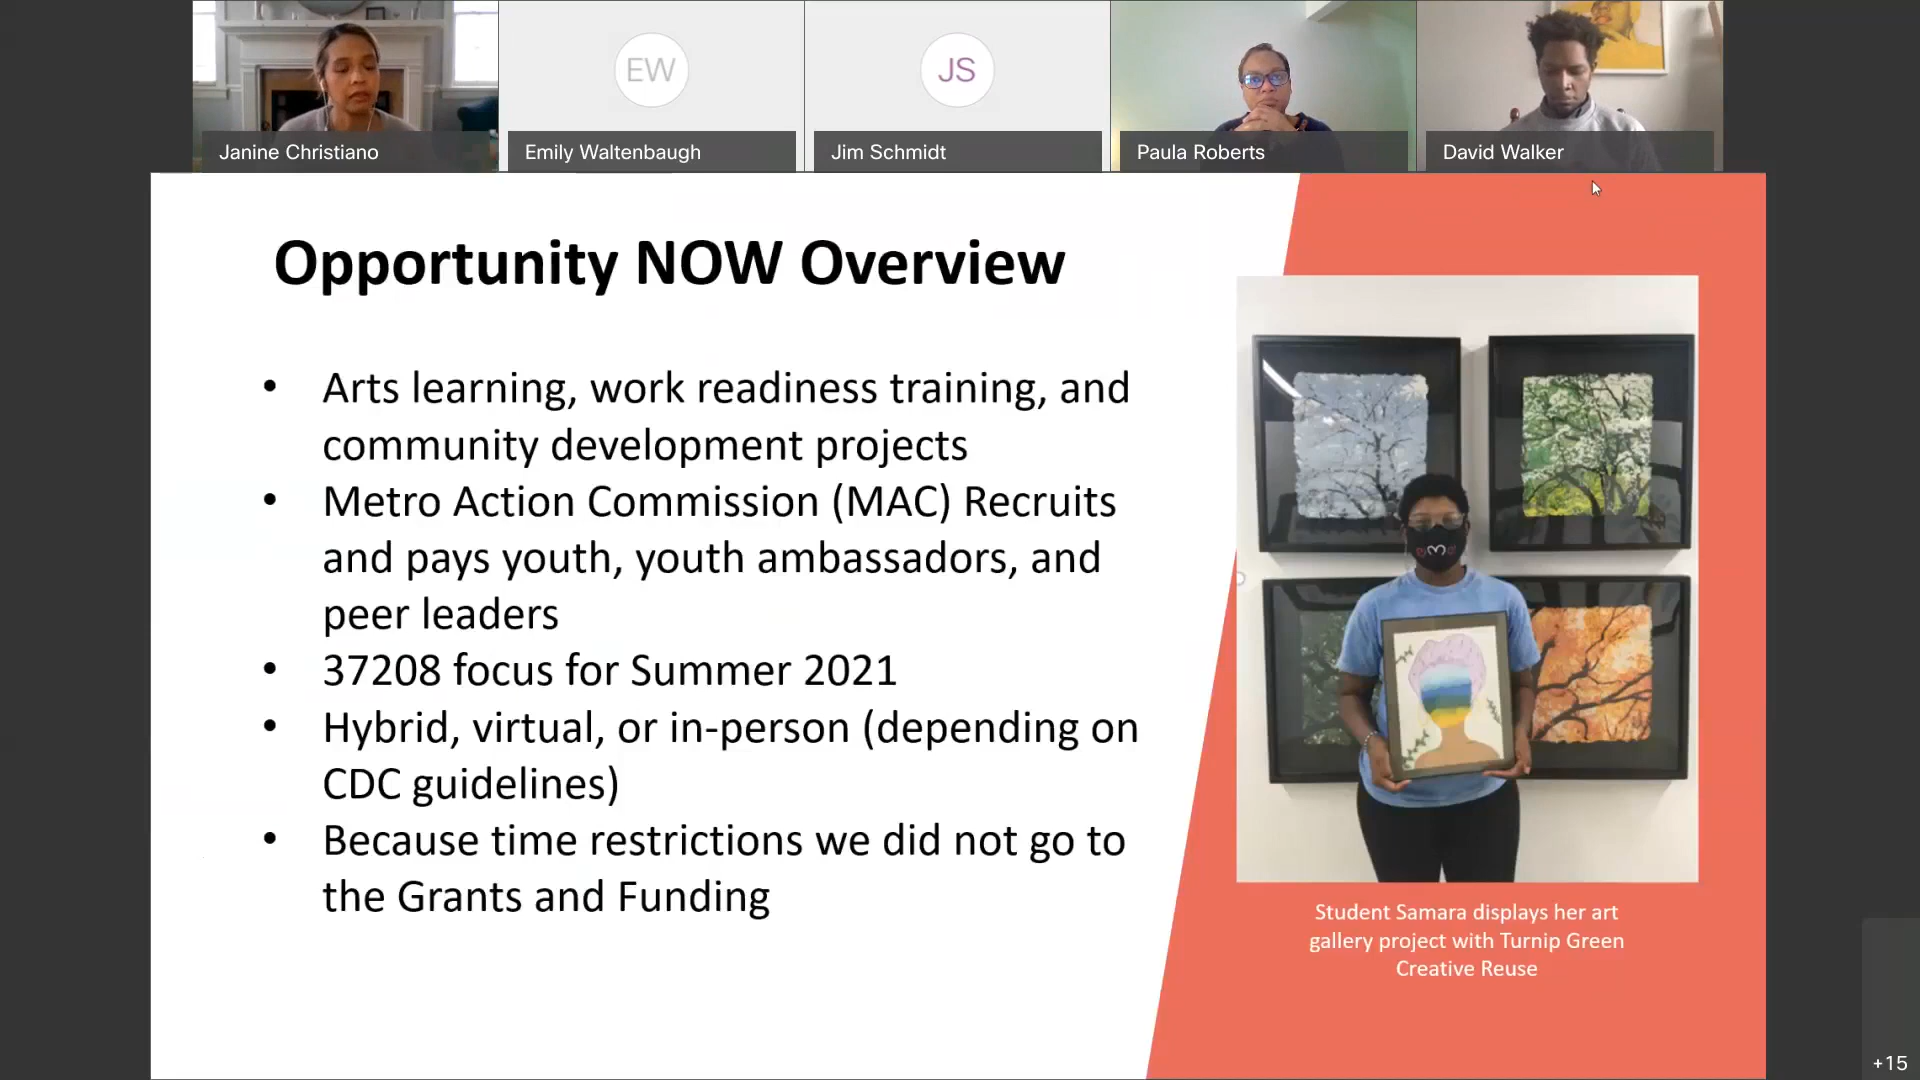 EW
JS
Janine Christiano
Emily Waltenbaugh
Jim Schmidt
Paula Roberts
David Walker
Opportunity NOW Overview
• Arts learning, work readiness training, and
community development projects
• Metro Action Commission (MAC) Recruits
and pays youth, youth ambassadors, and
peer leaders
• 37208 focus for Summer 2021
• Hybrid, virtual, or in-person (depending on
CDC guidelines)
• Because time restrictions we did not go to
the Grants and Funding
Student Samara displays her art
gallery project with Turnip Green
Creative Reuse
+15